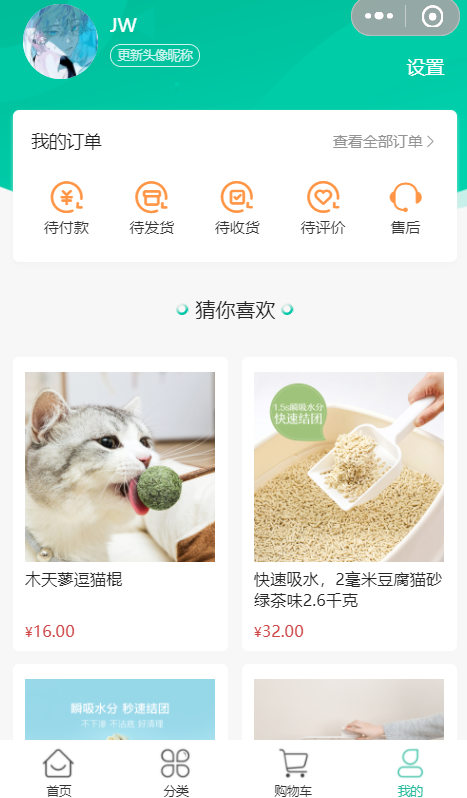 JW
更新头像昵称
设置
我的订单
查看全部订单
待付款
待发货
待收货
待评价
售后
猜你喜欢
1.5s瞬吸水分
快速结团
木天蓼逗猫棍
¥16.00
快速吸水，2毫米豆腐猫砂
绿茶味2.6千克
¥32.00
瞬吸水分 秒速结团
不下渗 不沾底 好清理
首页
分类
购物车
我的